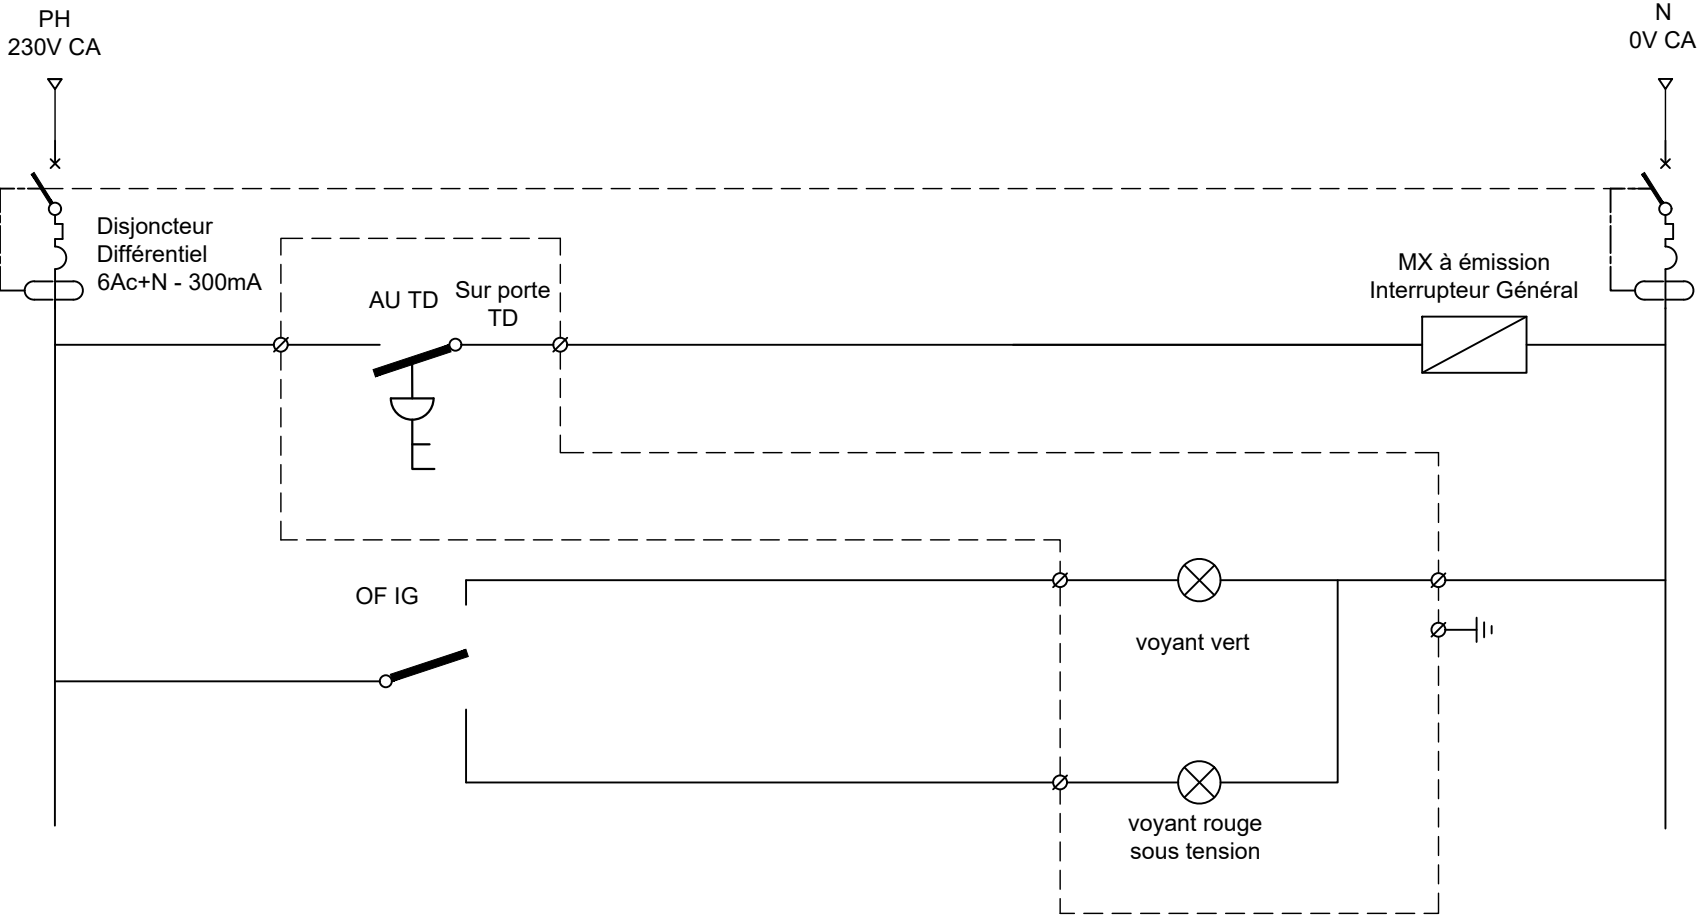 PH
230V CA
N
0V CA
Disjoncteur
Différentiel
6Ac+N - 300mA
AU TD
Sur porte
TD
MX à émission
Interrupteur Général
OF IG
voyant vert
voyant rouge
sous tension